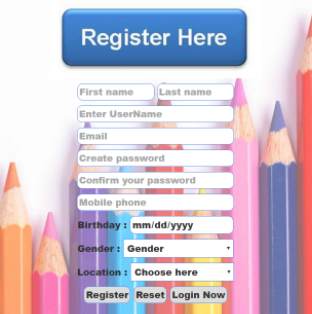 Register Here
First name Last name
Enter UserName
Email
Create password
Confirm your password
Mobile phone
Birthday : mm/dd/yyyy
Gender : Gender
Location : Choose here
Register Reset Login Now